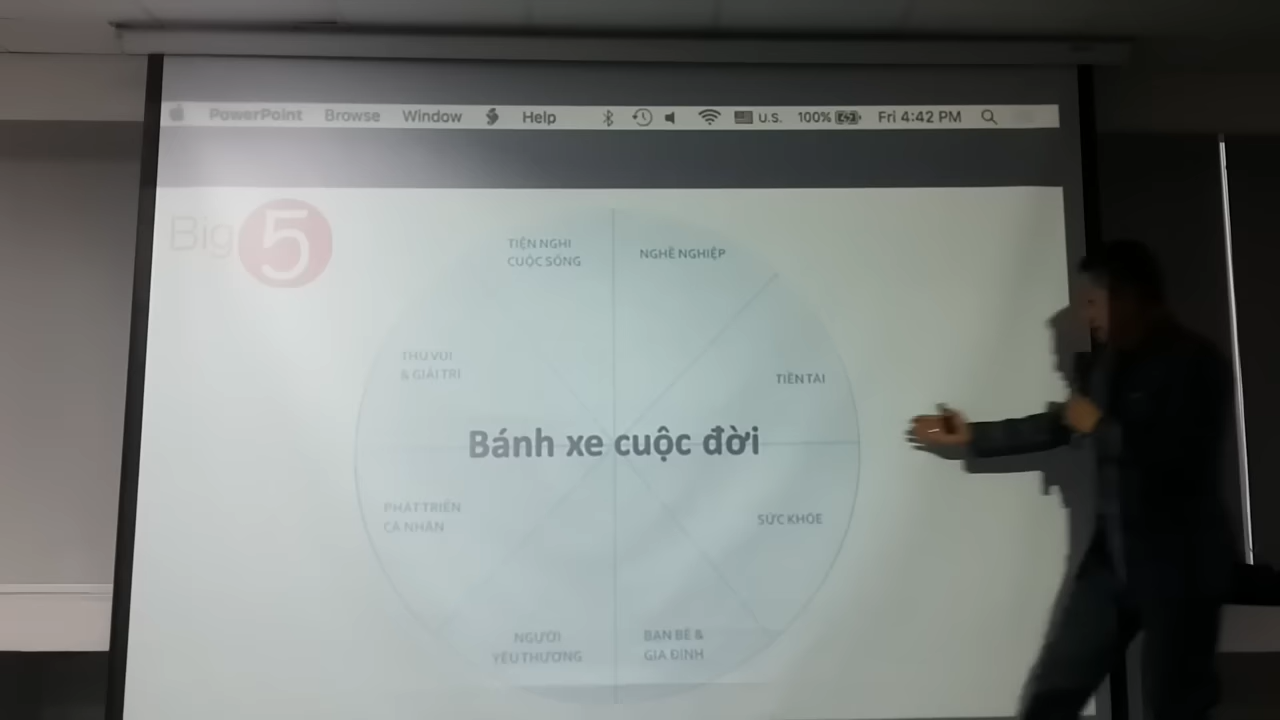 PowerPoint Browse Window Help U.S. 100% Fri 4:42 PM
Big 5
TIỆN NGHI
CUỘC SỐNG
NGHỀ NGHIỆP
THÚ VUI
& GIẢI TRÍ
TIỀN TÀI
Bánh xe cuộc đời
PHÁT TRIỂN
CÁ NHÂN
SỨC KHỎE
NGƯỜI
YÊU THƯƠNG
BẠN BÈ &
GIA ĐÌNH